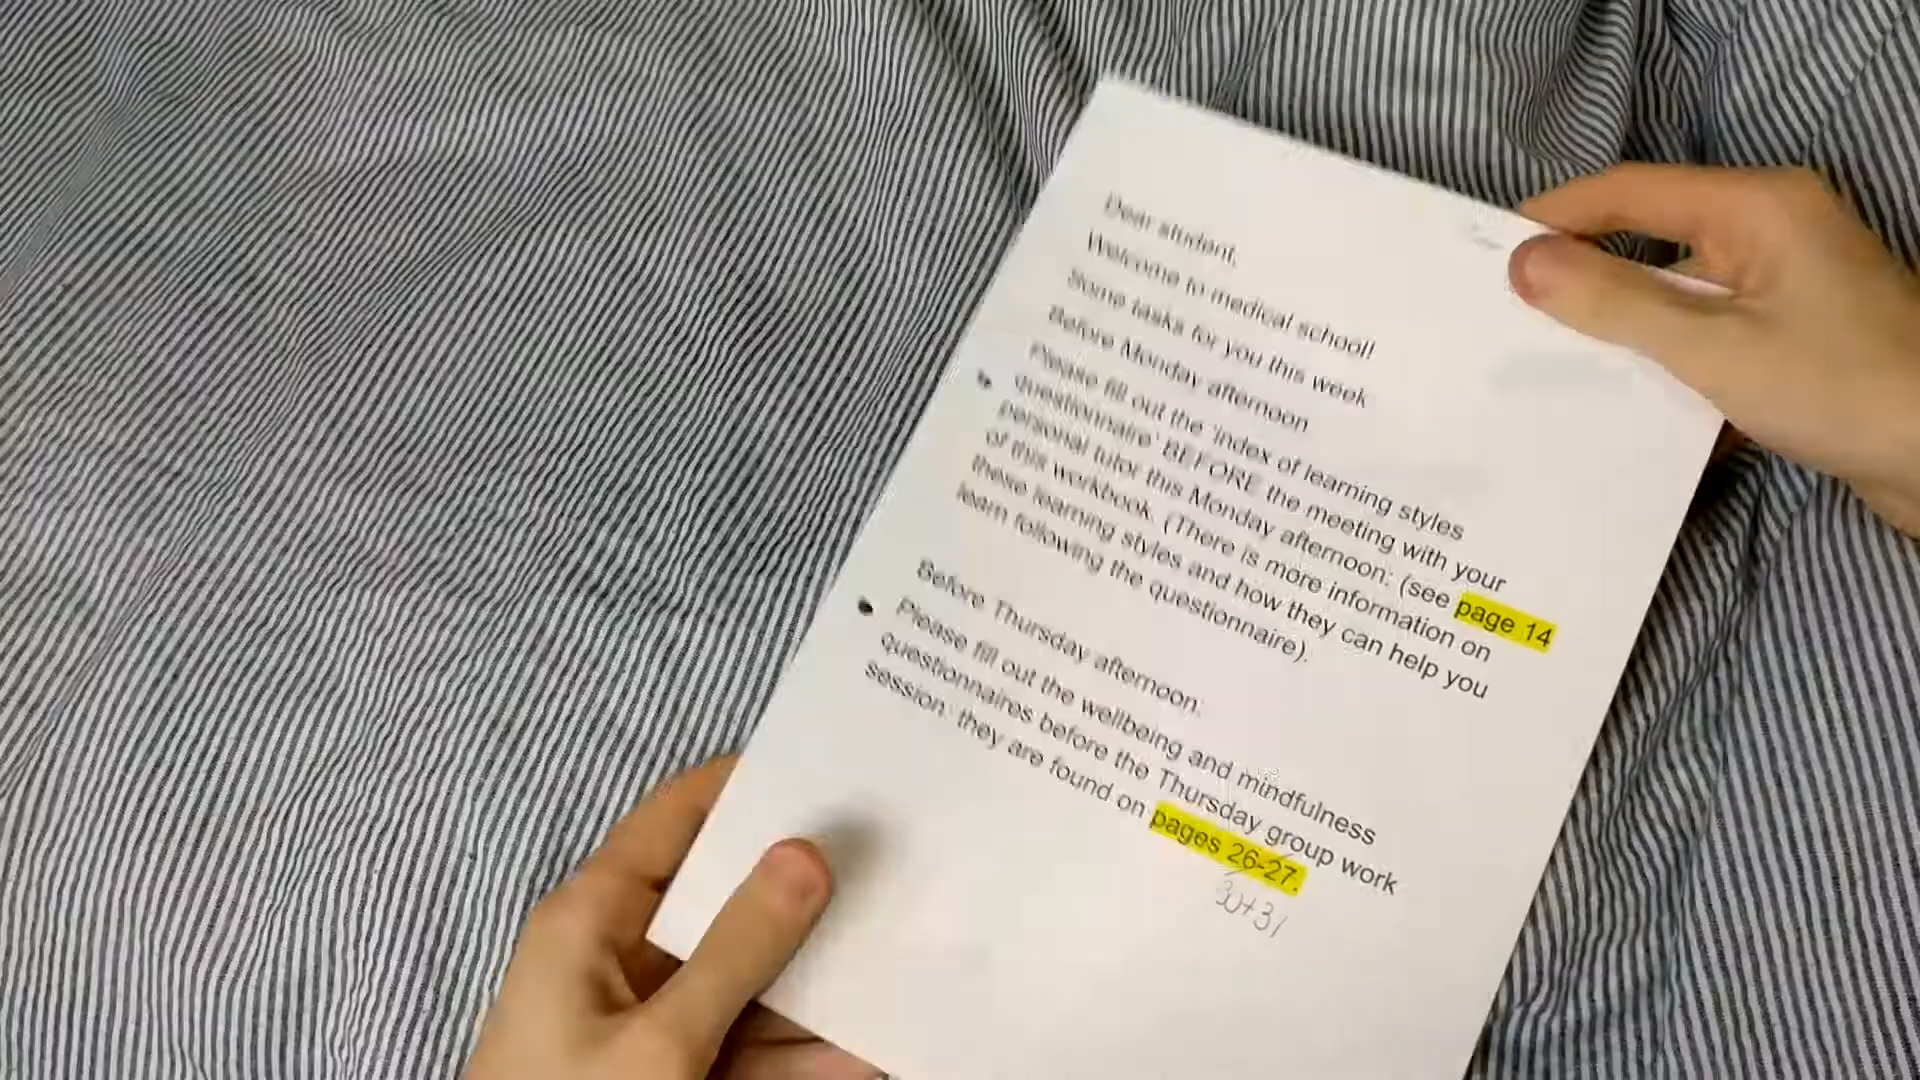 Dear student,
Welcome to medical school!
Some tasks for you this week
Before Monday afternoon
Please fill out the 'index of learning styles
questionnaire' BEFORE the meeting with your
personal tutor this Monday afternoon. (see page 14
of this workbook. (There is more information on
these learning styles and how they can help you
learn following the questionnaire).
Before Thursday afternoon:
Please fill out the wellbeing and mindfulness
questionnaires before the Thursday group work
session: they are found on pages 26-27.
30+31